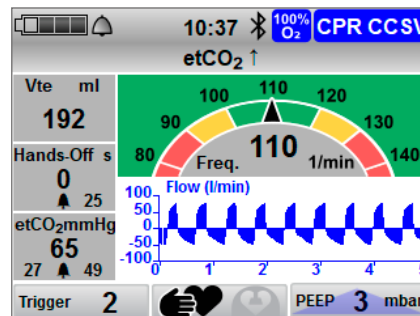 10:37 100% O₂ CPR CCSV
etCO₂ ↑
Vte ml
192
Hands-Off s
0
25
etCO₂mmHg
65
27 49
80 90 100 110 120 130 140
Freq. 110 1/min
Flow (l/min)
100
50
0
-50
-100
0 1' 2' 3' 4' 5
Trigger 2
PEEP 3 mba